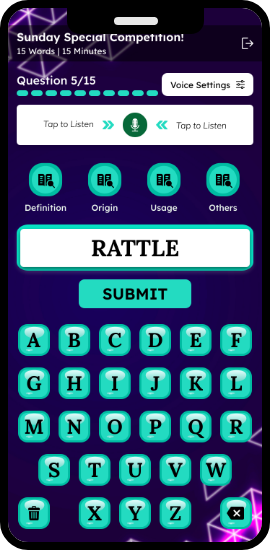 Sunday Special Competition!
15 Words | 15 Minutes
Question 5/15
Voice Settings
Tap to Listen
Tap to Listen
Definition Origin Usage Others
RATTLE
SUBMIT
A B C D E F
G H I J K L
M N O P Q R
S T U V W
X Y Z